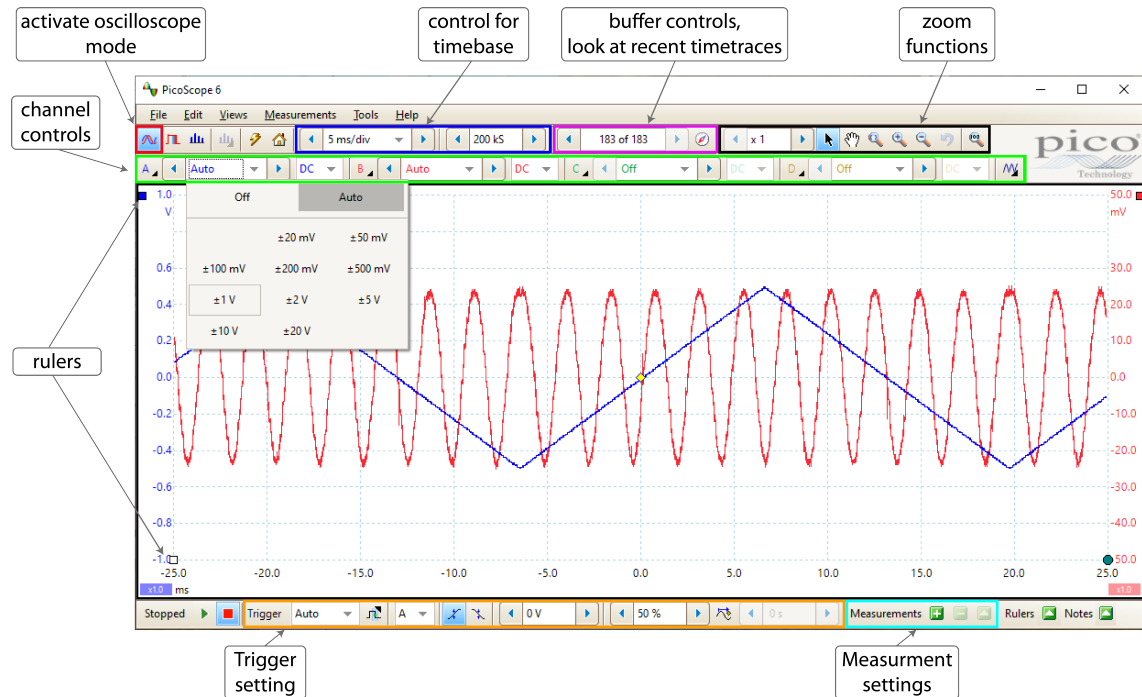 activate oscilloscope
mode
control for
timebase
buffer controls,
look at recent timetraces
zoom
functions
channel
controls
PicoScope 6
File Edit Views Measurements Tools Help
5 ms/div 200 kS 183 of 183 x 1
pico
Technology
A Auto DC B Auto DC C Off DC D Off DC
Off Auto
±20 mV ±50 mV
±100 mV ±200 mV ±500 mV
±1 V ±2 V ±5 V
±10 V ±20 V
1.0
V
0.6
0.4
0.2
0.0
-0.2
-0.4
-0.6
-0.8
-1.0
50.0
mV
30.0
20.0
10.0
0.0
-10.0
-20.0
-30.0
-40.0
-50.0
rulers
-25.0 -20.0 -15.0 -10.0 -5.0 0.0 5.0 10.0 15.0 20.0 25.0
x1.0 ms x1.0
Stopped Trigger Auto A 0 V 50 % 0 s Measurements Rulers Notes
Trigger
setting
Measurment
settings